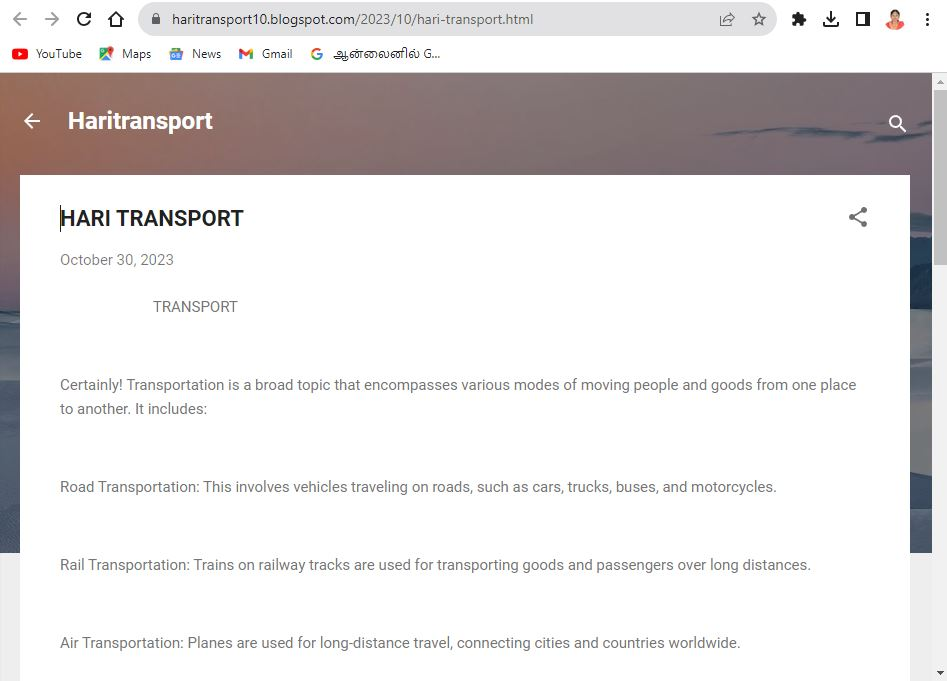 haritransport10.blogspot.com/2023/10/hari-transport.html
YouTube Maps News Gmail ஆன்லைனில் G...
Haritransport
HARI TRANSPORT
October 30, 2023
TRANSPORT
Certainly! Transportation is a broad topic that encompasses various modes of moving people and goods from one place
to another. It includes:
Road Transportation: This involves vehicles traveling on roads, such as cars, trucks, buses, and motorcycles.
Rail Transportation: Trains on railway tracks are used for transporting goods and passengers over long distances.
Air Transportation: Planes are used for long-distance travel, connecting cities and countries worldwide.